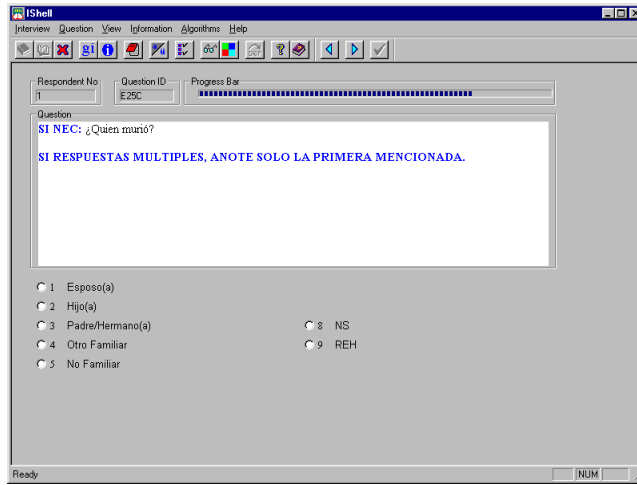 IShell
Interview Question View Information Algorithms Help
gi
Respondent No
Question ID
Progress Bar
1
E25C
Question
SI NEC: ¿Quien murió?
SI RESPUESTAS MULTIPLES, ANOTE SOLO LA PRIMERA MENCIONADA.
1 Esposo(a)
2 Hijo(a)
3 Padre/Hermano(a)
8 NS
4 Otro Familiar
9 REH
5 No Familiar
Ready
NUM